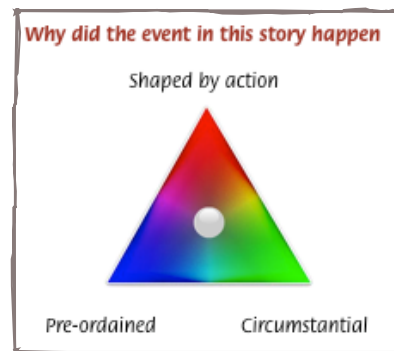 Why did the event in this story happen
Shaped by action
Pre-ordained Circumstantial